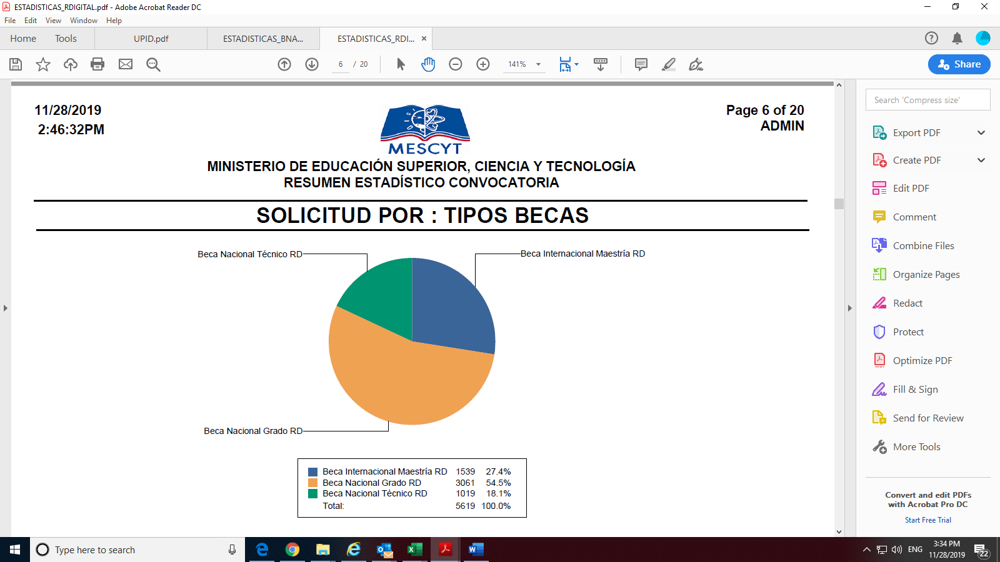 ESTADISTICAS_RDIGITAL.pdf - Adobe Acrobat Reader DC
File Edit View Window Help
Home Tools UPID.pdf ESTADISTICAS_BNA... ESTADISTICAS_RDI... ×
6 / 20 141% Share
11/28/2019
2:46:32PM
Page 6 of 20
ADMIN
MESCYT
MINISTERIO DE EDUCACIÓN SUPERIOR, CIENCIA Y TECNOLOGÍA
RESUMEN ESTADÍSTICO CONVOCATORIA
SOLICITUD POR : TIPOS BECAS
Beca Nacional Técnico RD
Beca Internacional Maestría RD
Beca Nacional Grado RD
Beca Internacional Maestría RD 1539 27.4%
Beca Nacional Grado RD 3061 54.5%
Beca Nacional Técnico RD 1019 18.1%
Total: 5619 100.0%
Search 'Compress size'
Export PDF
Create PDF
Edit PDF
Comment
Combine Files
Organize Pages
Redact
Protect
Optimize PDF
Fill & Sign
Send for Review
More Tools
Convert and edit PDFs
with Acrobat Pro DC
Start Free Trial
Type here to search
ENG
3:34 PM
11/28/2019
22